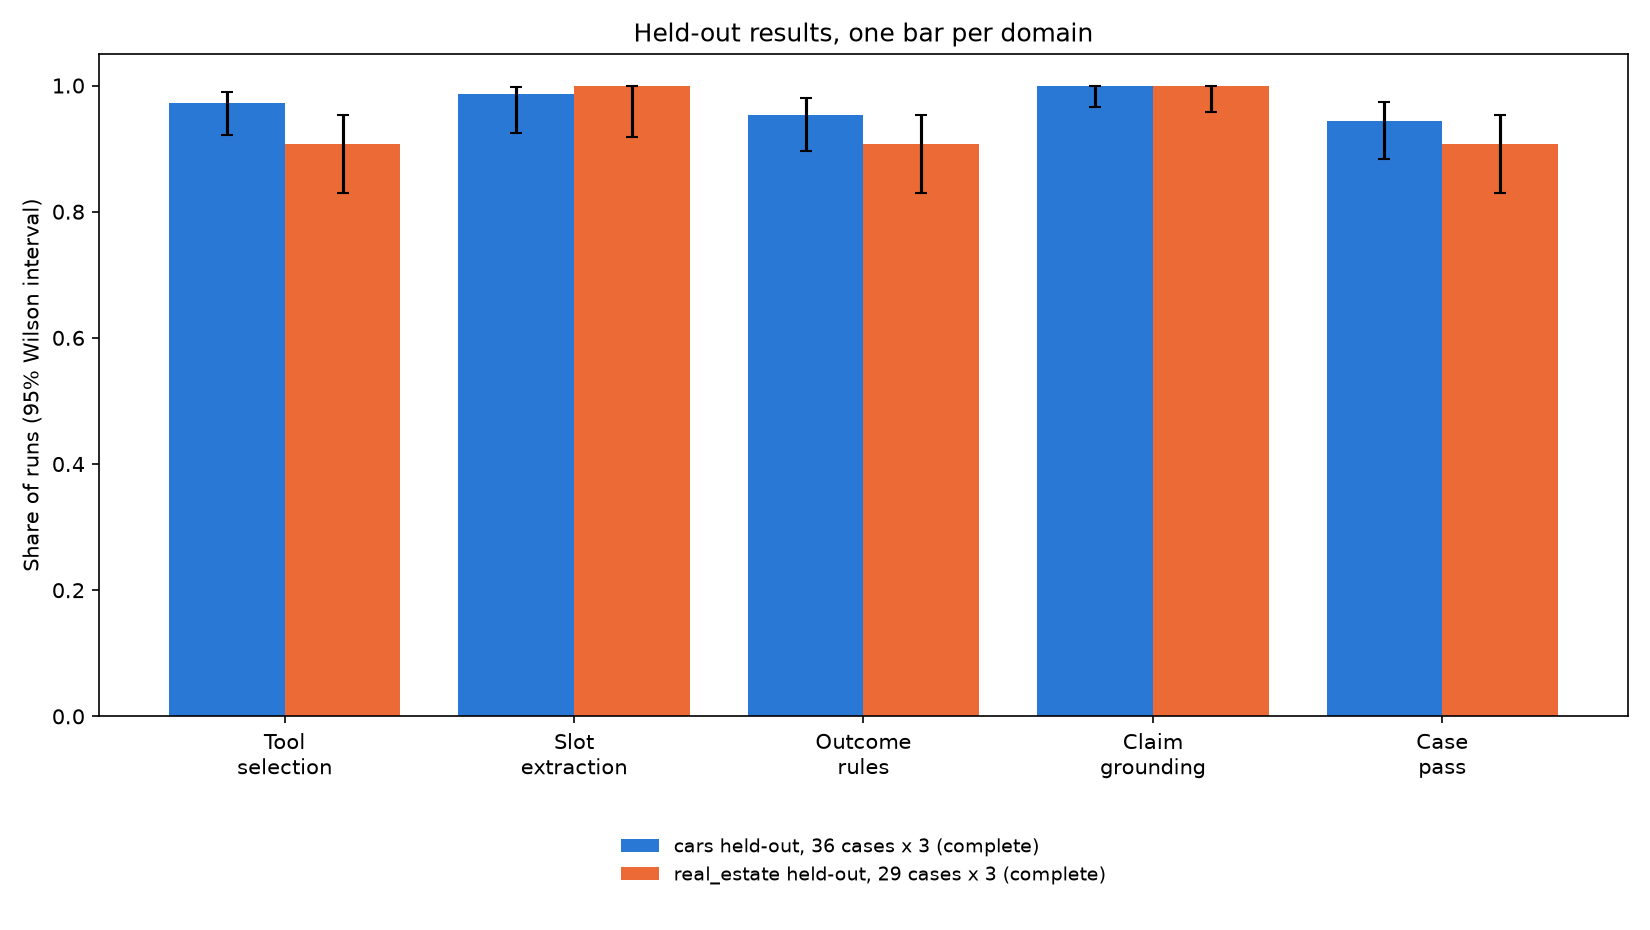 Held-out results, one bar per domain
Share of runs (95% Wilson interval)
1.0
0.8
0.6
0.4
0.2
0.0
Tool
selection
Slot
extraction
Outcome
rules
Claim
grounding
Case
pass
cars held-out, 36 cases x 3 (complete)
real_estate held-out, 29 cases x 3 (complete)